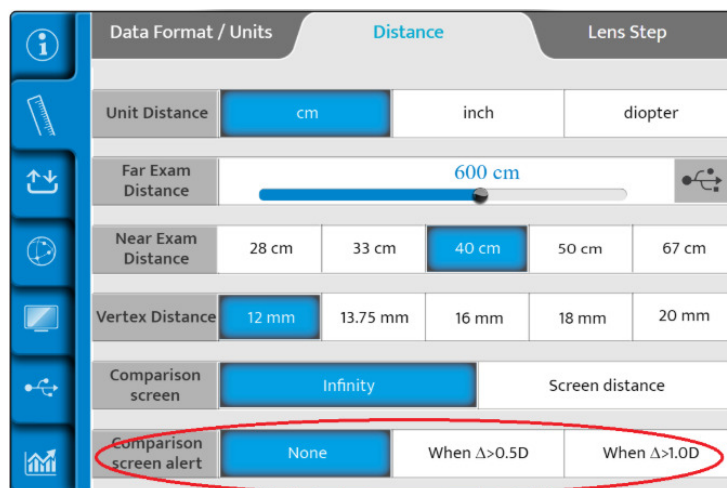 Data Format / Units Distance Lens Step
Unit Distance cm inch diopter
Far Exam
Distance
600 cm
Near Exam
Distance
28 cm 33 cm 40 cm 50 cm 67 cm
Vertex Distance 12 mm 13.75 mm 16 mm 18 mm 20 mm
Comparison
screen
Infinity Screen distance
Comparison
screen alert
None When Δ>0.5D When Δ>1.0D